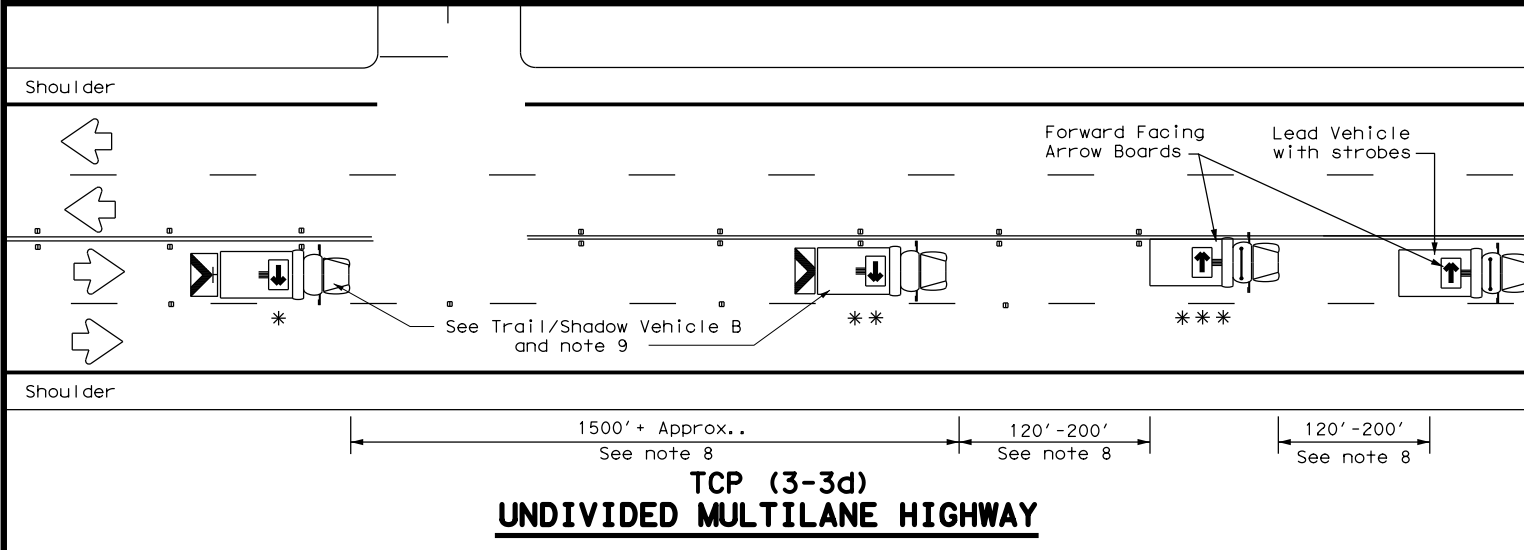 Shoulder
Forward Facing
Arrow Boards
Lead Vehicle
with strobes
*
* *
* * *
See Trail/Shadow Vehicle B
and note 9
Shoulder
1500'+ Approx..
See note 8
120'-200'
See note 8
120'-200'
See note 8
TCP (3-3d)
UNDIVIDED MULTILANE HIGHWAY